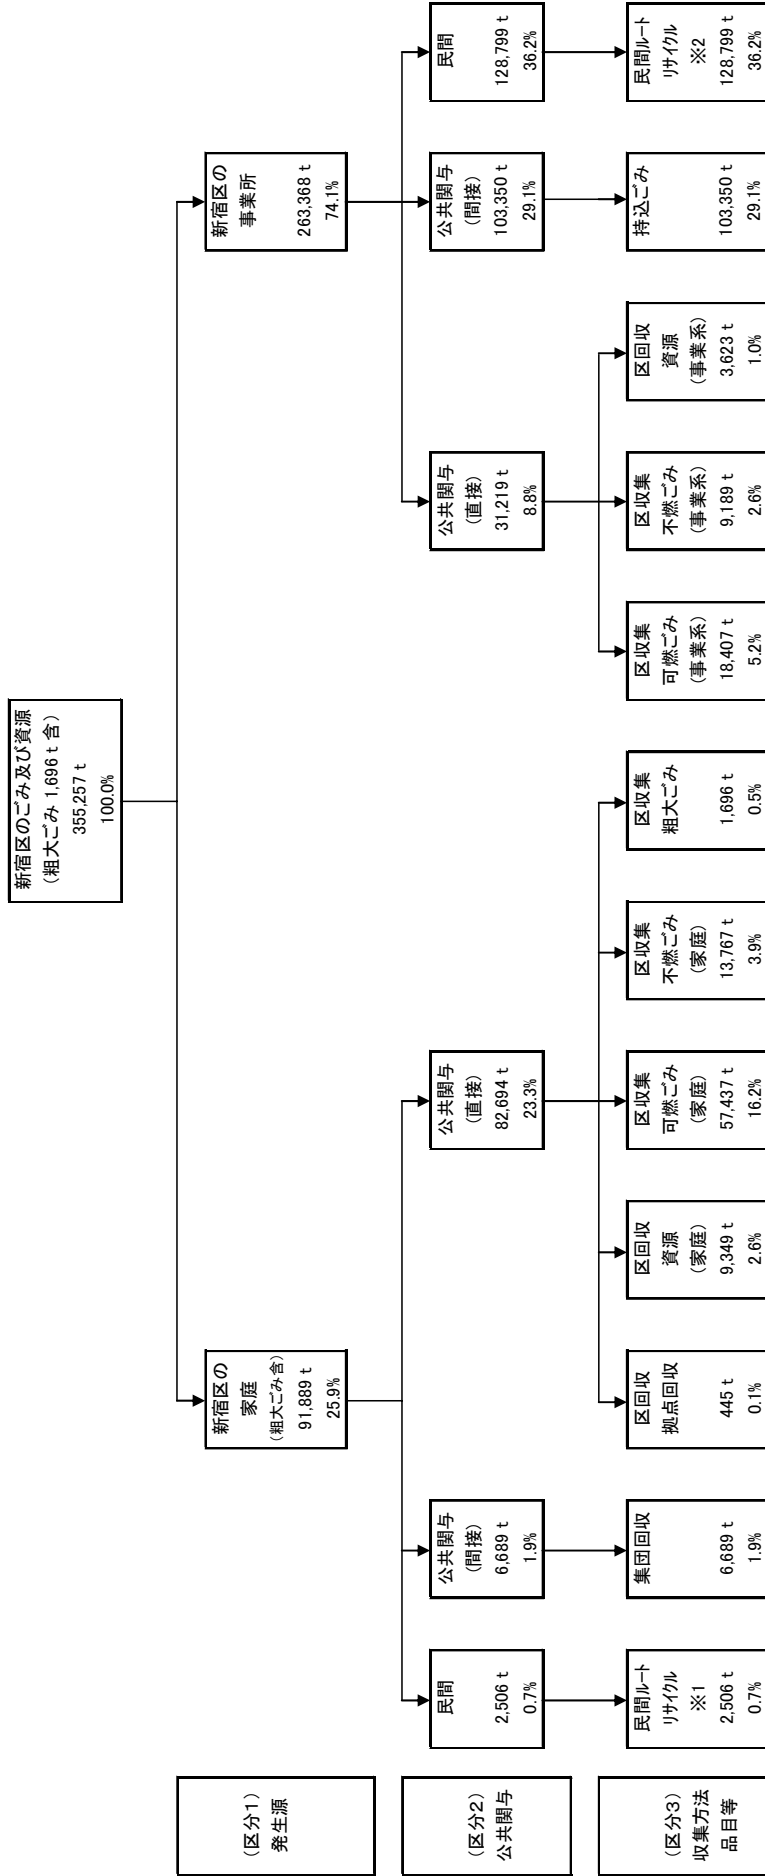 新宿区のごみ及び資源
(粗大ごみ 1,696 t 含)
355,257 t
100.0%
(区分1)
発生源
新宿区の
家庭
(粗大ごみ含)
91,889 t
25.9%
新宿区の
事業所
263,368 t
74.1%
(区分2)
公共関与
民間
2,506 t
0.7%
公共関与
(間接)
6,689 t
1.9%
公共関与
(直接)
82,694 t
23.3%
公共関与
(直接)
31,219 t
8.8%
公共関与
(間接)
103,350 t
29.1%
民間
128,799 t
36.2%
(区分3)
収集方法
品目等
民間ルート
リサイクル
※1
2,506 t
0.7%
集団回収
6,689 t
1.9%
区回収
拠点回収
445 t
0.1%
区回収
資源
(家庭)
9,349 t
2.6%
区収集
可燃ごみ
(家庭)
57,437 t
16.2%
区収集
不燃ごみ
(家庭)
13,767 t
3.9%
区収集
粗大ごみ
1,696 t
0.5%
区収集
可燃ごみ
(事業系)
18,407 t
5.2%
区収集
不燃ごみ
(事業系)
9,189 t
2.6%
区回収
資源
(事業系)
3,623 t
1.0%
持込ごみ
103,350 t
29.1%
民間ルート
リサイクル
※2
128,799 t
36.2%